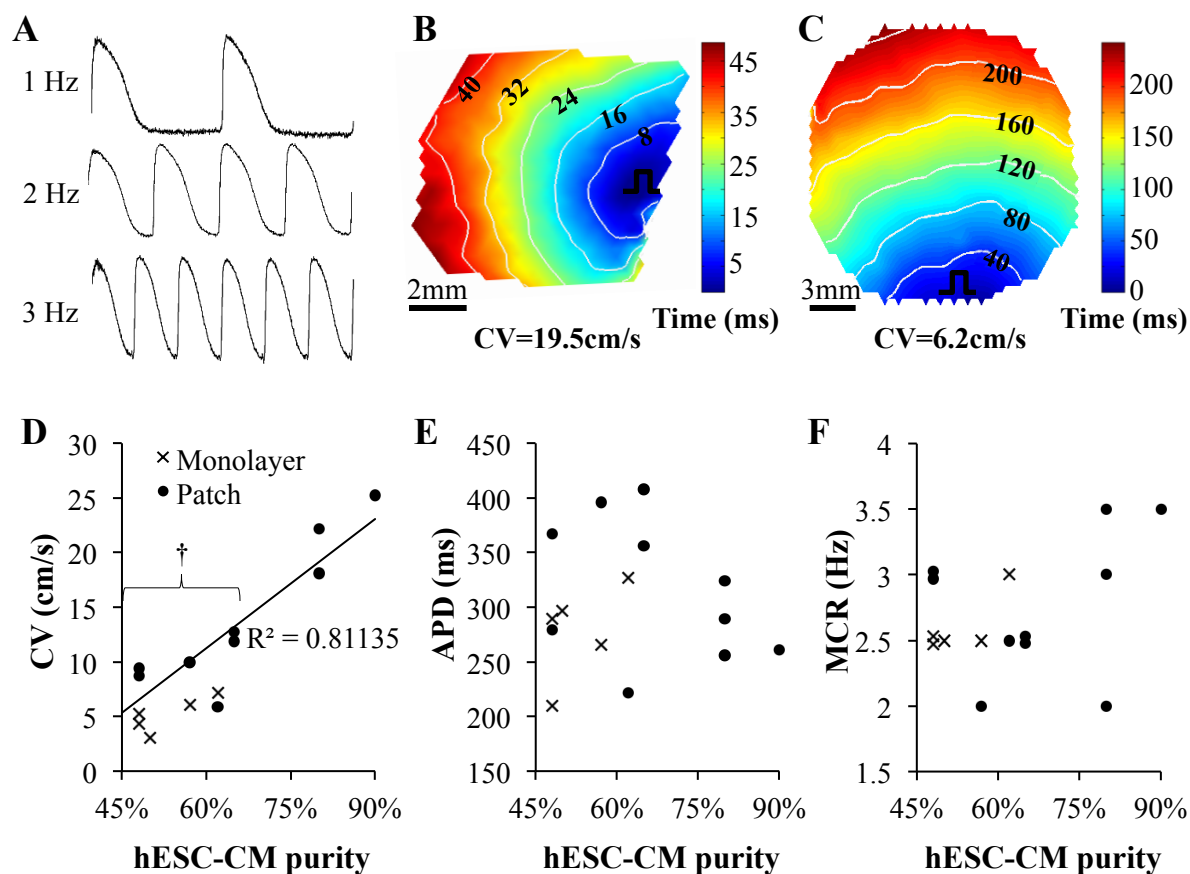 A
1 Hz
2 Hz
3 Hz
B
40
32
24
16
8
2mm
CV=19.5cm/s
45
35
25
15
5
Time (ms)
C
200
160
120
80
40
3mm
CV=6.2cm/s
200
150
100
50
0
Time (ms)
D
CV (cm/s)
30
25
20
15
10
5
0
× Monolayer
● Patch
†
R² = 0.81135
45% 60% 75% 90%
hESC-CM purity
E
APD (ms)
450
400
350
300
250
200
150
45% 60% 75% 90%
hESC-CM purity
F
MCR (Hz)
4
3.5
3
2.5
2
1.5
45% 60% 75% 90%
hESC-CM purity